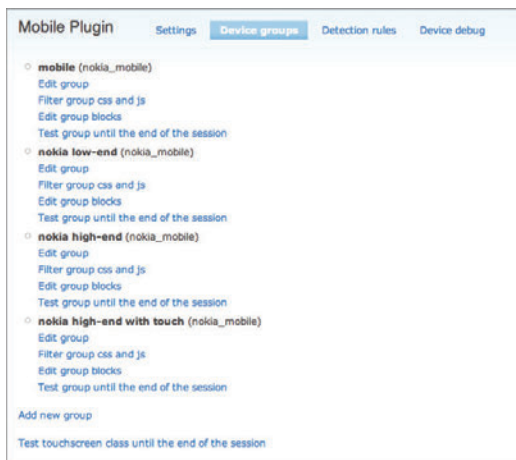 Mobile Plugin
Settings
Device groups
Detection rules
Device debug
mobile (nokia_mobile)
Edit group
Filter group css and js
Edit group blocks
Test group until the end of the session
nokia low-end (nokia_mobile)
Edit group
Filter group css and js
Edit group blocks
Test group until the end of the session
nokia high-end (nokia_mobile)
Edit group
Filter group css and js
Edit group blocks
Test group until the end of the session
nokia high-end with touch (nokia_mobile)
Edit group
Filter group css and js
Edit group blocks
Test group until the end of the session
Add new group
Test touchscreen class until the end of the session